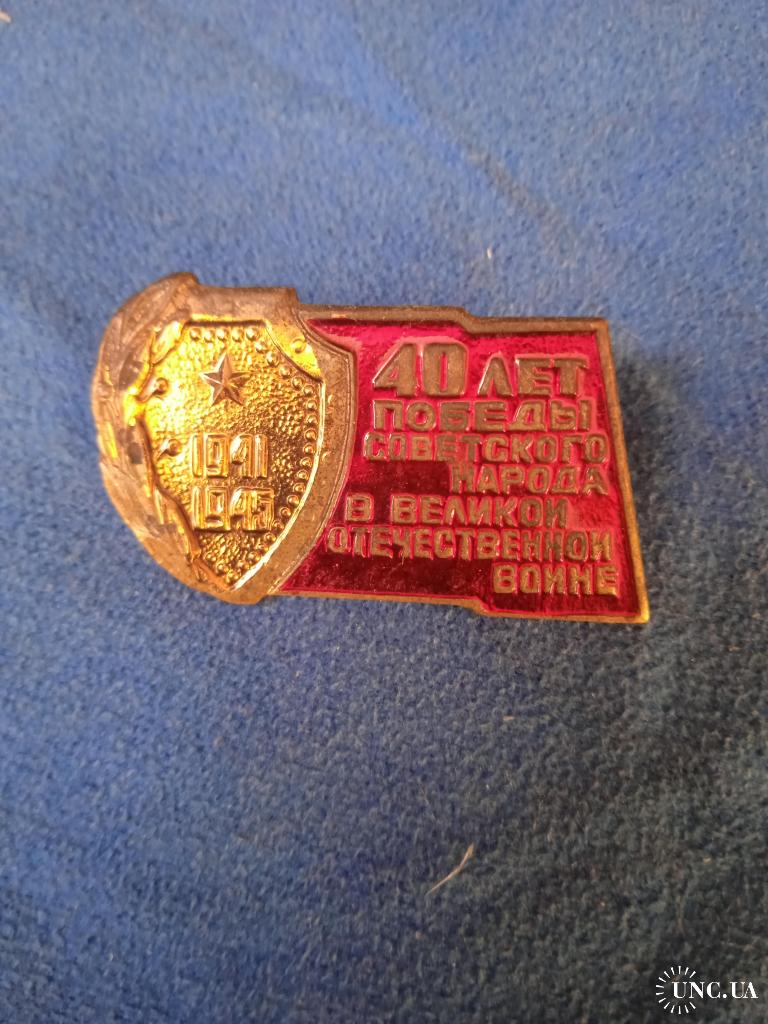 1941
1945
40 ЛЕТ
ПОБЕДЫ
СОВЕТСКОГО
НАРОДА
В ВЕЛИКОЙ
ОТЕЧЕСТВЕННОЙ
ВОЙНЕ
UNC.UA